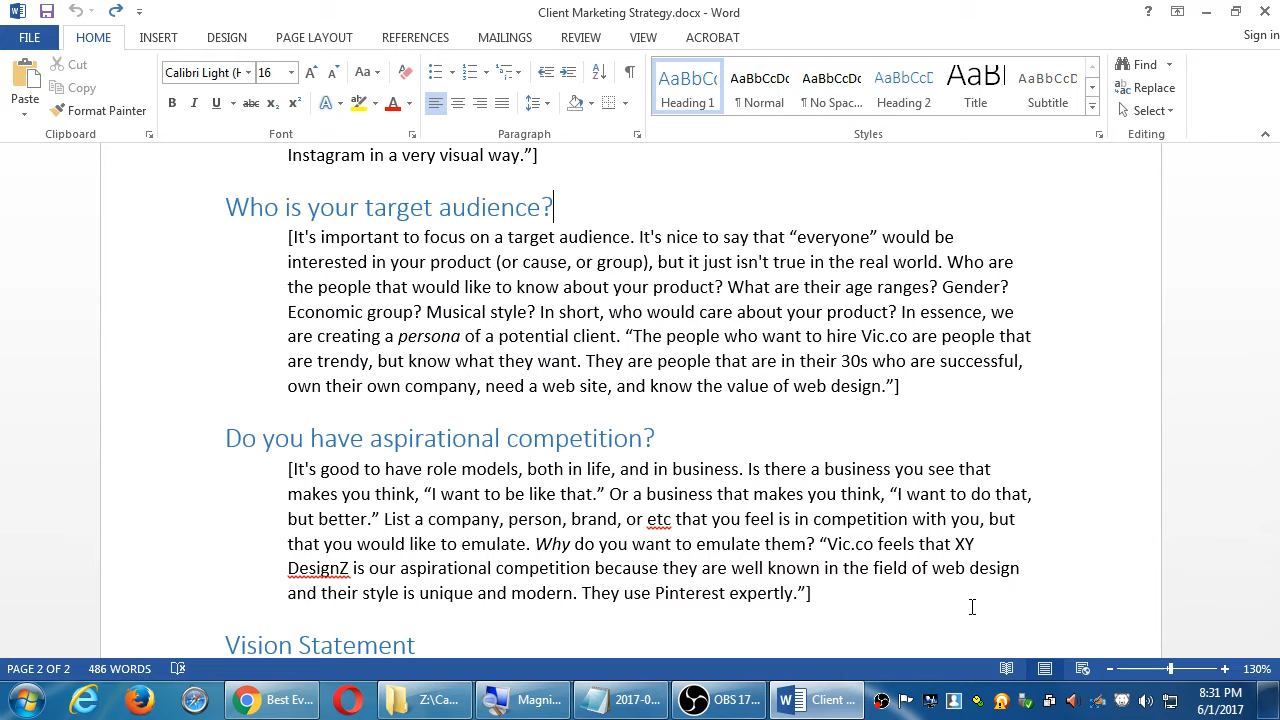 Client Marketing Strategy.docx - Word
Sign in
FILE HOME INSERT DESIGN PAGE LAYOUT REFERENCES MAILINGS REVIEW VIEW ACROBAT
Paste
Cut
Copy
Format Painter
Clipboard
Calibri Light (H 16
Aa
B I U abc x₂ x²
A A
Font
Paragraph
AaBbCc AaBbCcDc AaBbCcDc AaBbCcD AaB AaBbCcD
Heading 1 ¶ Normal ¶ No Spac... Heading 2 Title Subtitle
Styles
Find
Replace
Select
Editing
Instagram in a very visual way.”]
Who is your target audience?
[It's important to focus on a target audience. It's nice to say that “everyone” would be
interested in your product (or cause, or group), but it just isn't true in the real world. Who are
the people that would like to know about your product? What are their age ranges? Gender?
Economic group? Musical style? In short, who would care about your product? In essence, we
are creating a persona of a potential client. “The people who want to hire Vic.co are people that
are trendy, but know what they want. They are people that are in their 30s who are successful,
own their own company, need a web site, and know the value of web design.”]
Do you have aspirational competition?
[It's good to have role models, both in life, and in business. Is there a business you see that
makes you think, “I want to be like that.” Or a business that makes you think, “I want to do that,
but better.” List a company, person, brand, or etc that you feel is in competition with you, but
that you would like to emulate. Why do you want to emulate them? “Vic.co feels that XY
DesignZ is our aspirational competition because they are well known in the field of web design
and their style is unique and modern. They use Pinterest expertly.”]
Vision Statement
PAGE 2 OF 2 486 WORDS 130%
Best Ev... Z:\Ca... Magni... 2017-0... OBS 17... Client ...
8:31 PM
6/1/2017